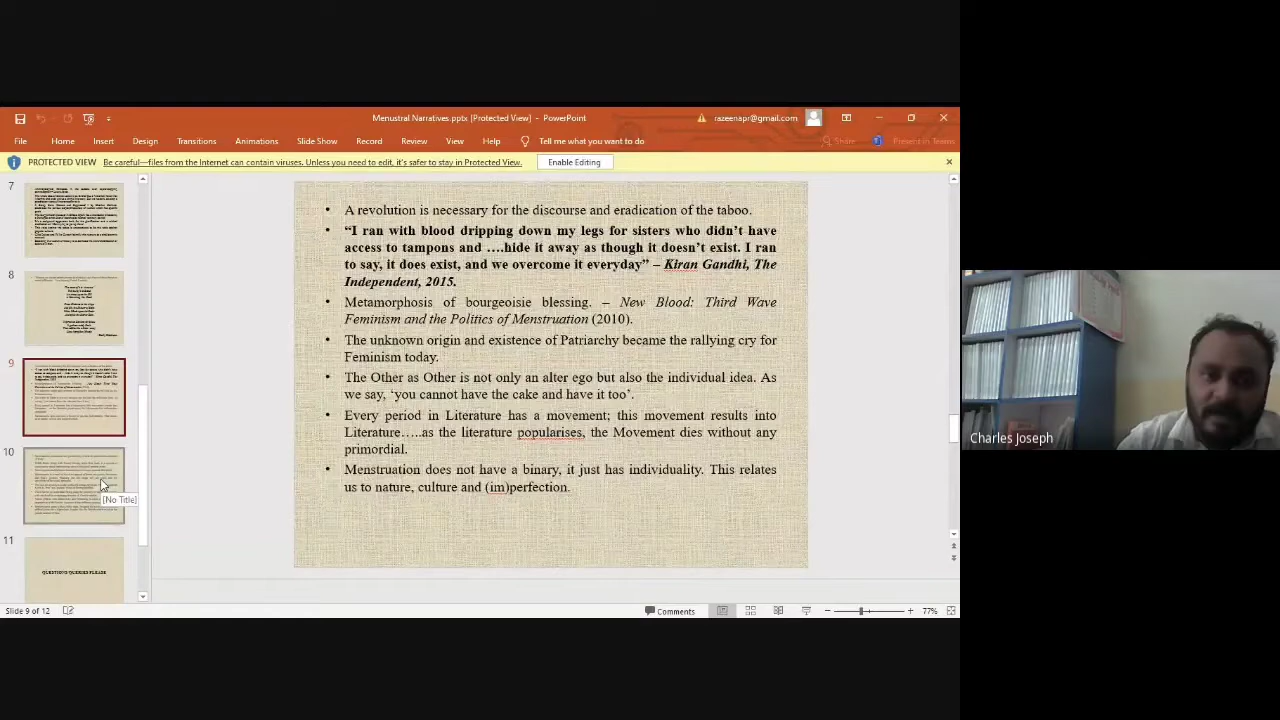 Menustral Narratives.pptx [Protected View] - PowerPoint
razeenapr@gmail.com
File Home Insert Design Transitions Animations Slide Show Record Review View Help Tell me what you want to do
Share Present in Teams
PROTECTED VIEW Be careful—files from the Internet can contain viruses. Unless you need to edit, it's safer to stay in Protected View. Enable Editing
7
8
9
10
[No Title]
11
QUESTIONS/QUERIES PLEASE
• A revolution is necessary for the discourse and eradication of the taboo.
• “I ran with blood dripping down my legs for sisters who didn’t have
access to tampons and ….hide it away as though it doesn’t exist. I ran
to say, it does exist, and we overcome it everyday” – Kiran Gandhi, The
Independent, 2015.
• Metamorphosis of bourgeoisie blessing. – New Blood: Third Wave
Feminism and the Politics of Menstruation (2010).
• The unknown origin and existence of Patriarchy became the rallying cry for
Feminism today.
• The Other as Other is not only an alter ego but also the individual idea. As
we say, ‘you cannot have the cake and have it too’.
• Every period in Literature has a movement; this movement results into
Literature…..as the literature popularises, the Movement dies without any
primordial.
• Menstruation does not have a binary, it just has individuality. This relates
us to nature, culture and (im)perfection.
Charles Joseph
Slide 9 of 12
Comments
77%